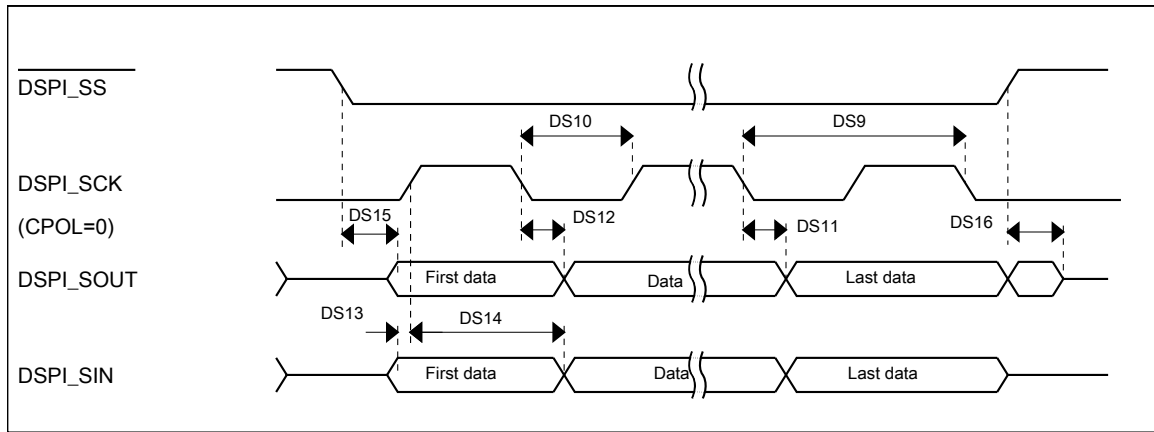 DSPI_SS
DS10
DS9
DSPI_SCK
(CPOL=0)
DS15
DS12
DS11
DS16
DSPI_SOUT
First data
Data
Last data
DS13
DS14
DSPI_SIN
First data
Data
Last data